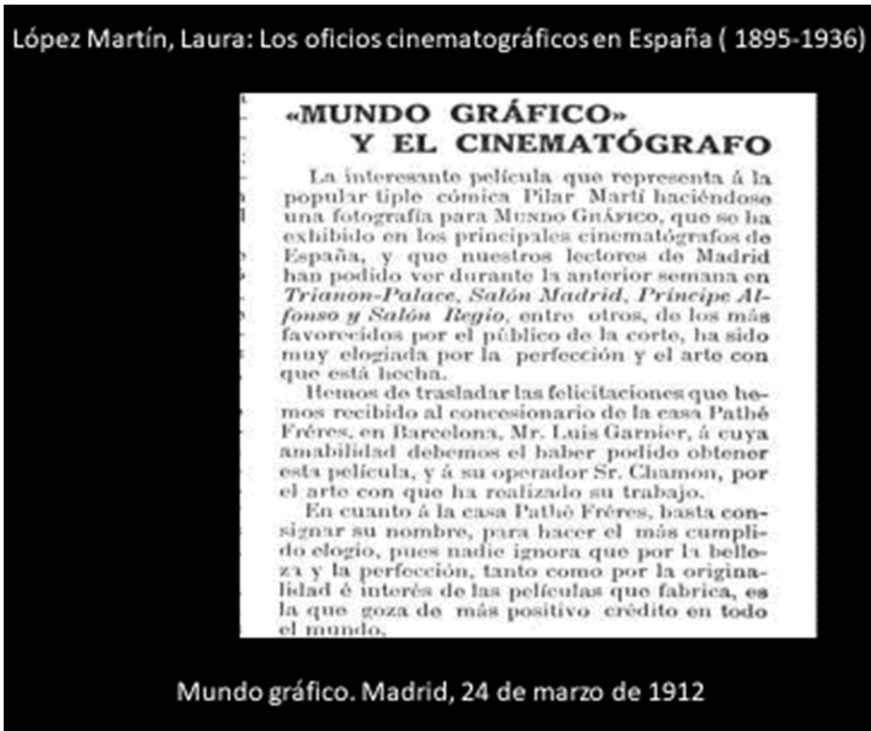 López Martín, Laura: Los oficios cinematográficos en España ( 1895-1936)
«MUNDO GRÁFICO»
Y EL CINEMATÓGRAFO
La interesante película que representa á la
popular tiple cómica Pilar Martí haciéndose
una fotografía para MUNDO GRÁFICO, que se ha
exhibido en los principales cinematógrafos de
España, y que nuestros lectores de Madrid
han podido ver durante la anterior semana en
Trianon-Palace, Salón Madrid, Príncipe Al-
fonso y Salón Regio, entre otros, de los más
favorecidos por el público de la corte, ha sido
muy elogiada por la perfección y el arte con
que está hecha.
Hemos de trasladar las felicitaciones que he-
mos recibido al concesionario de la casa Pathé
Fréres, en Barcelona, Mr. Luis Garnier, á cuya
amabilidad debemos el haber podido obtener
esta película, y á su operador Sr. Chamon, por
el arte con que ha realizado su trabajo.
En cuanto á la casa Pathé Fréres, basta con-
signar su nombre, para hacer el más cumpli-
do elogio, pues nadie ignora que por la belle-
za y la perfección, tanto como por la origina-
lidad é interés de las películas que fabrica, es
la que goza de más positivo crédito en todo
el mundo.
Mundo gráfico. Madrid, 24 de marzo de 1912